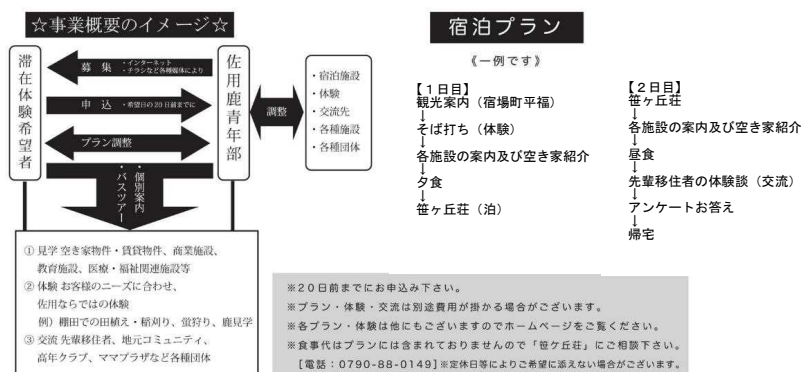 ☆事業概要のイメージ☆
滞在体験希望者
募 集 ・インターネット
・チラシなど各種媒体により
申 込 ・希望日の20日前までに
プラン調整
・個別案内
・バスツアー
佐用鹿青年部
調整
・宿泊施設
・体験
・交流先
・各種施設
・各種団体
① 見学 空き家物件・賃貸物件、商業施設、
教育施設、医療・福祉関連施設等
② 体験 お客様のニーズに合わせ、
佐用ならではの体験
例）棚田での田植え・稲刈り、蛍狩り、鹿見学
③ 交流 先輩移住者、地元コミュニティ、
高年クラブ、ママプラザなど各種団体
宿泊プラン
《一例です》
【1日目】
観光案内（宿場町平福）
↓
そば打ち（体験）
↓
各施設の案内及び空き家紹介
↓
夕食
↓
笹ヶ丘荘（泊）
【2日目】
笹ヶ丘荘
↓
各施設の案内及び空き家紹介
↓
昼食
↓
先輩移住者の体験談（交流）
↓
アンケートお答え
↓
帰宅
※20日前までにお申込み下さい。
※プラン・体験・交流は別途費用が掛かる場合がございます。
※各プラン・体験は他にもございますのでホームページをご覧ください。
※食事代はプランには含まれておりませんので「笹ケ丘荘」にご相談下さい。
［電話：0790-88-0149］※定休日等によりご希望に添えない場合がございます。